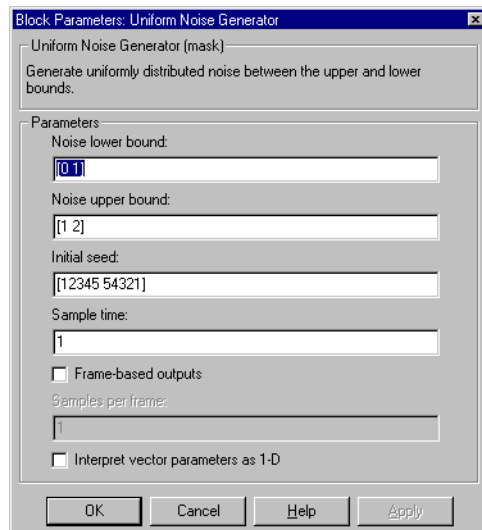 Block Parameters: Uniform Noise Generator
Uniform Noise Generator (mask)
Generate uniformly distributed noise between the upper and lower
bounds.
Parameters
Noise lower bound:
[0 1]
Noise upper bound:
[1 2]
Initial seed:
[12345 54321]
Sample time:
1
Frame-based outputs
Samples per frame:
1
Interpret vector parameters as 1-D
OK Cancel Help Apply